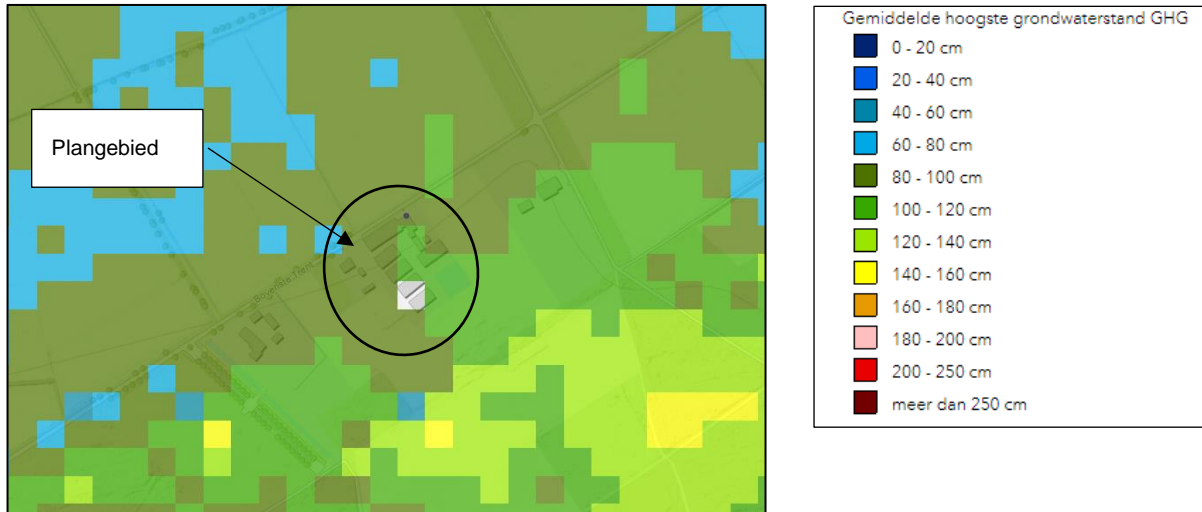 Plangebied
Gemiddelde hoogste grondwaterstand GHG
0 - 20 cm
20 - 40 cm
40 - 60 cm
60 - 80 cm
80 - 100 cm
100 - 120 cm
120 - 140 cm
140 - 160 cm
160 - 180 cm
180 - 200 cm
200 - 250 cm
meer dan 250 cm